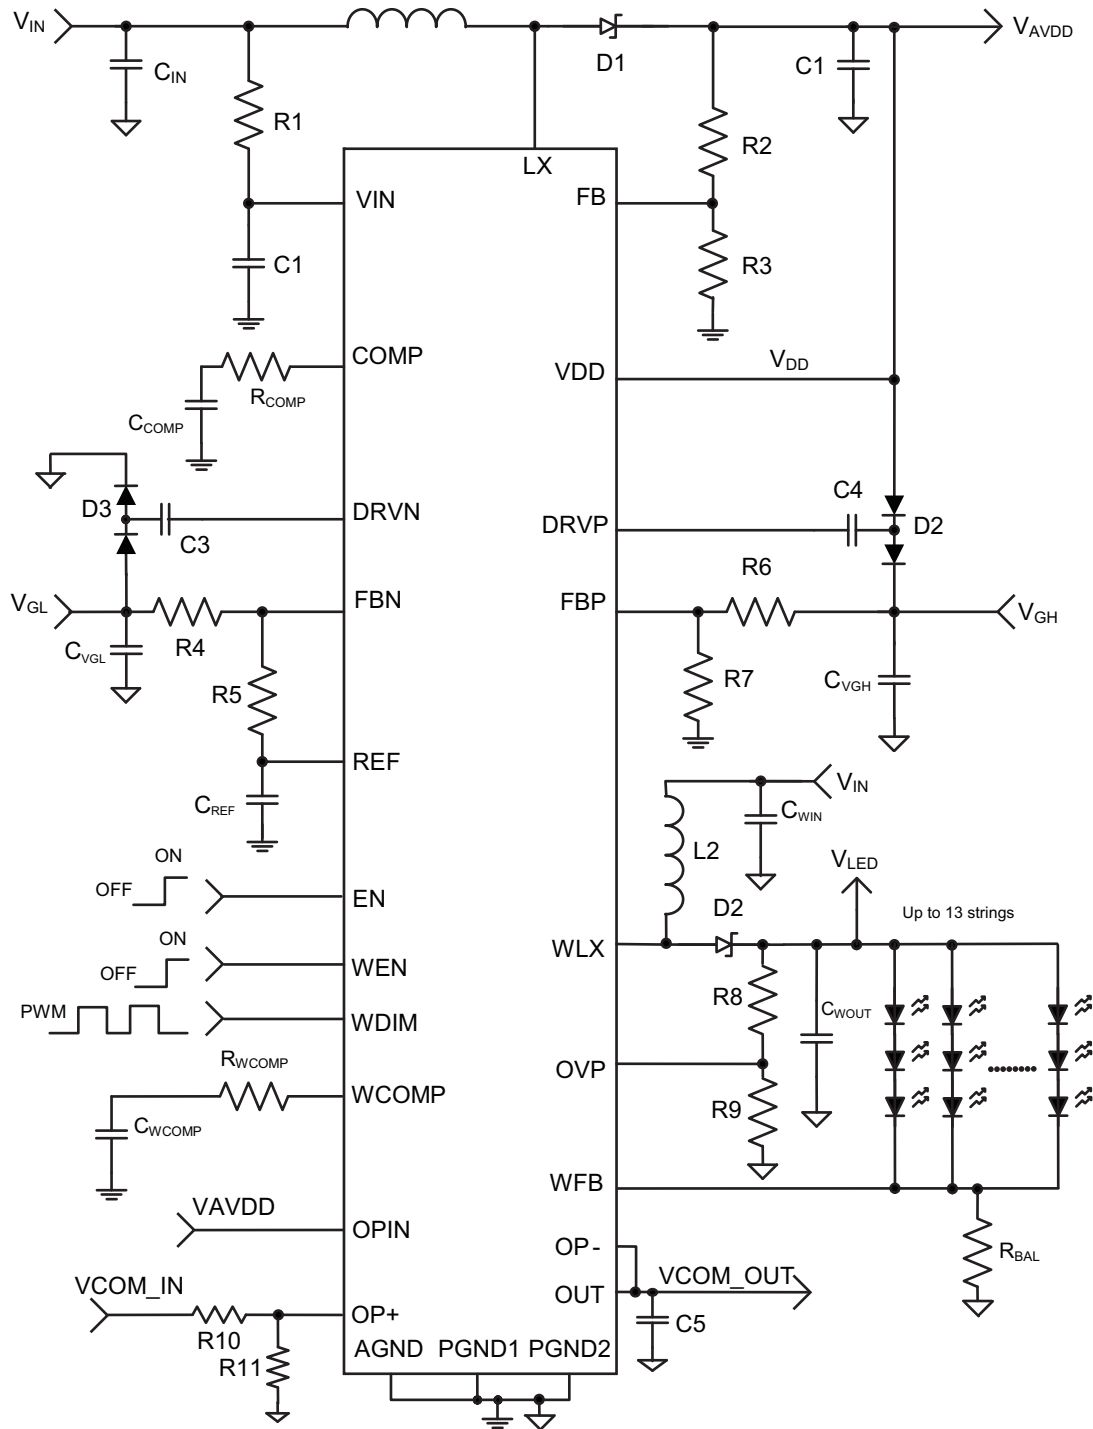 VIN
VAVDD
D1
CIN
C1
R1
R2
LX
VIN
FB
C1
R3
COMP
VDD
VDD
RCOMP
CCOMP
D3
DRVN
C3
C4
DRVP
D2
R6
VGL
R4
FBN
FBP
VGH
CVGL
R5
R7
CVGH
REF
CREF
VIN
CWIN
L2
VLED
ON
OFF
EN
D2
Up to 13 strings
ON
OFF
WEN
WLX
PWM
WDIM
R8
CWOUT
RWCOMP
OVP
WCOMP
CWCOMP
R9
WFB
VAVDD
OPIN
OP-
RBAL
VCOM_IN
OUT
VCOM_OUT
OP+
C5
R10
R11
AGND
PGND1
PGND2